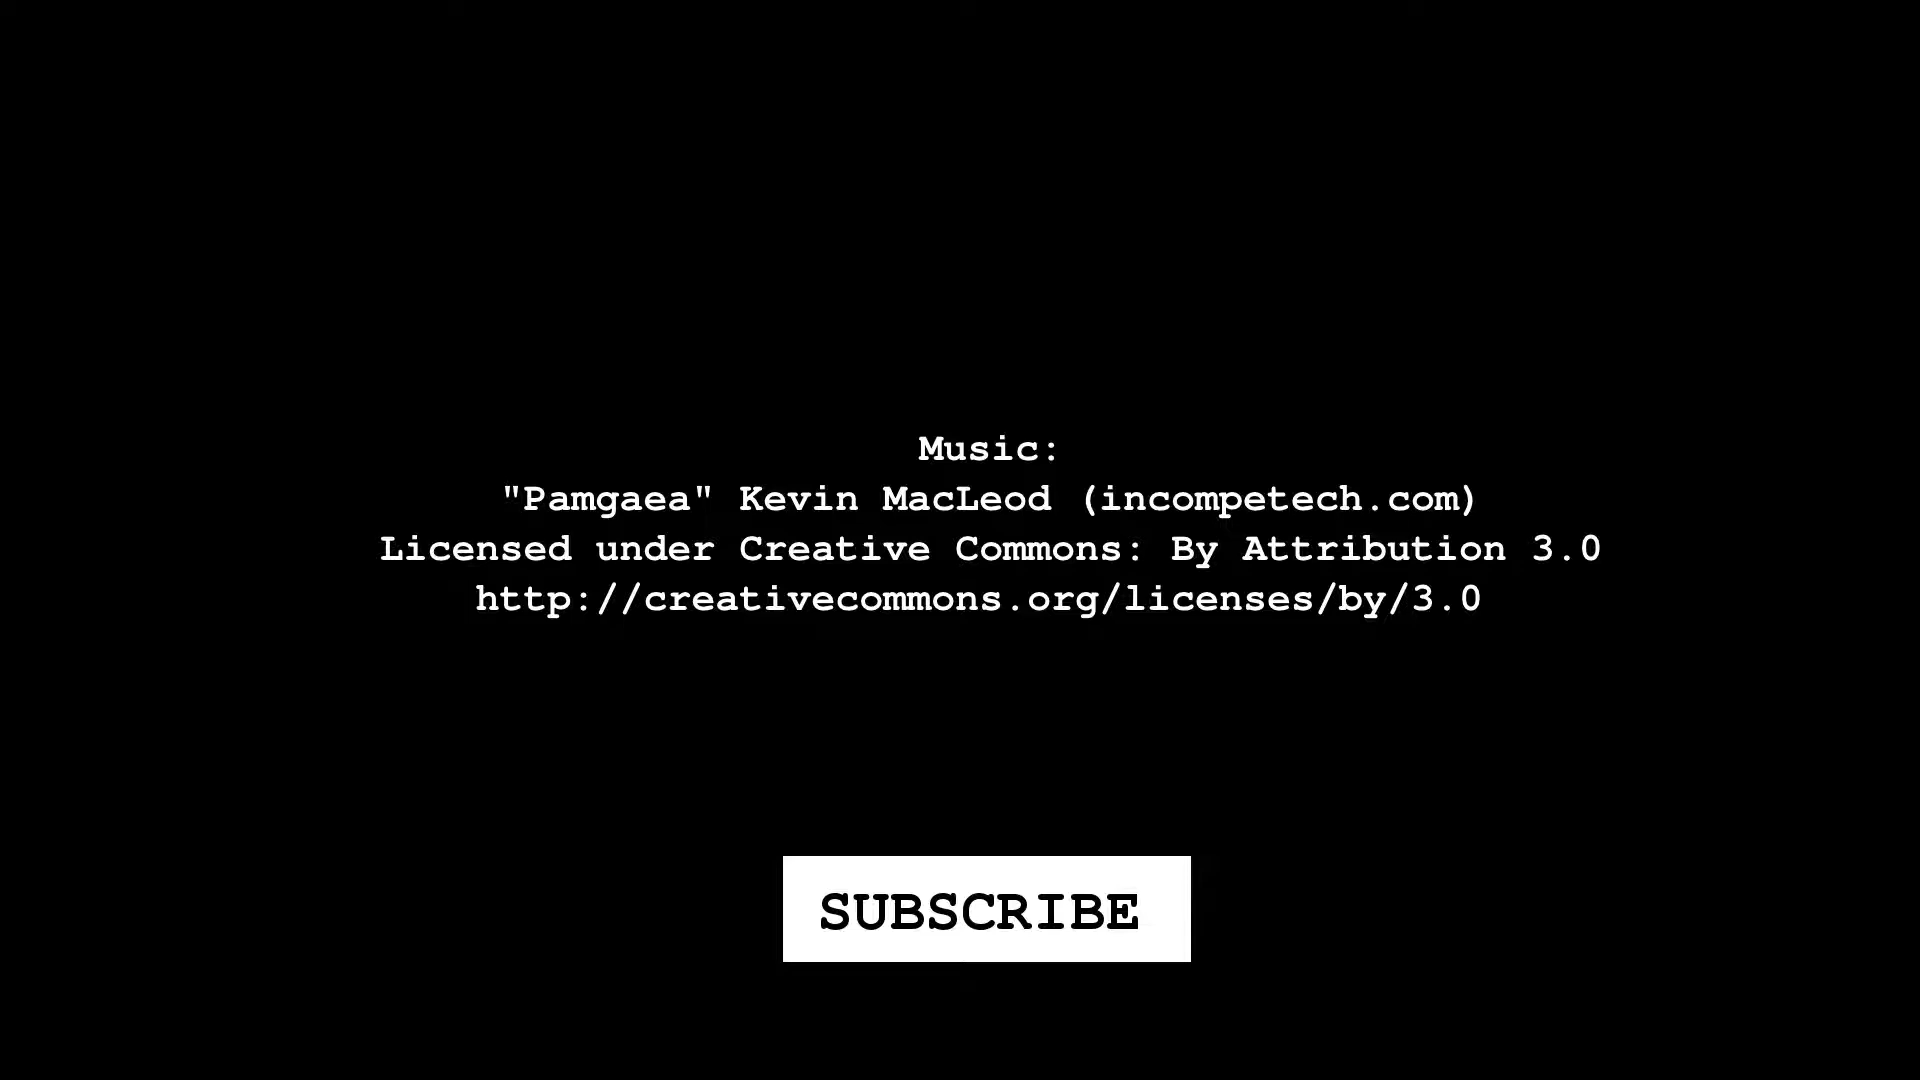 Music:
"Pamgaea" Kevin MacLeod (incompetech.com)
Licensed under Creative Commons: By Attribution 3.0
http://creativecommons.org/licenses/by/3.0
SUBSCRIBE